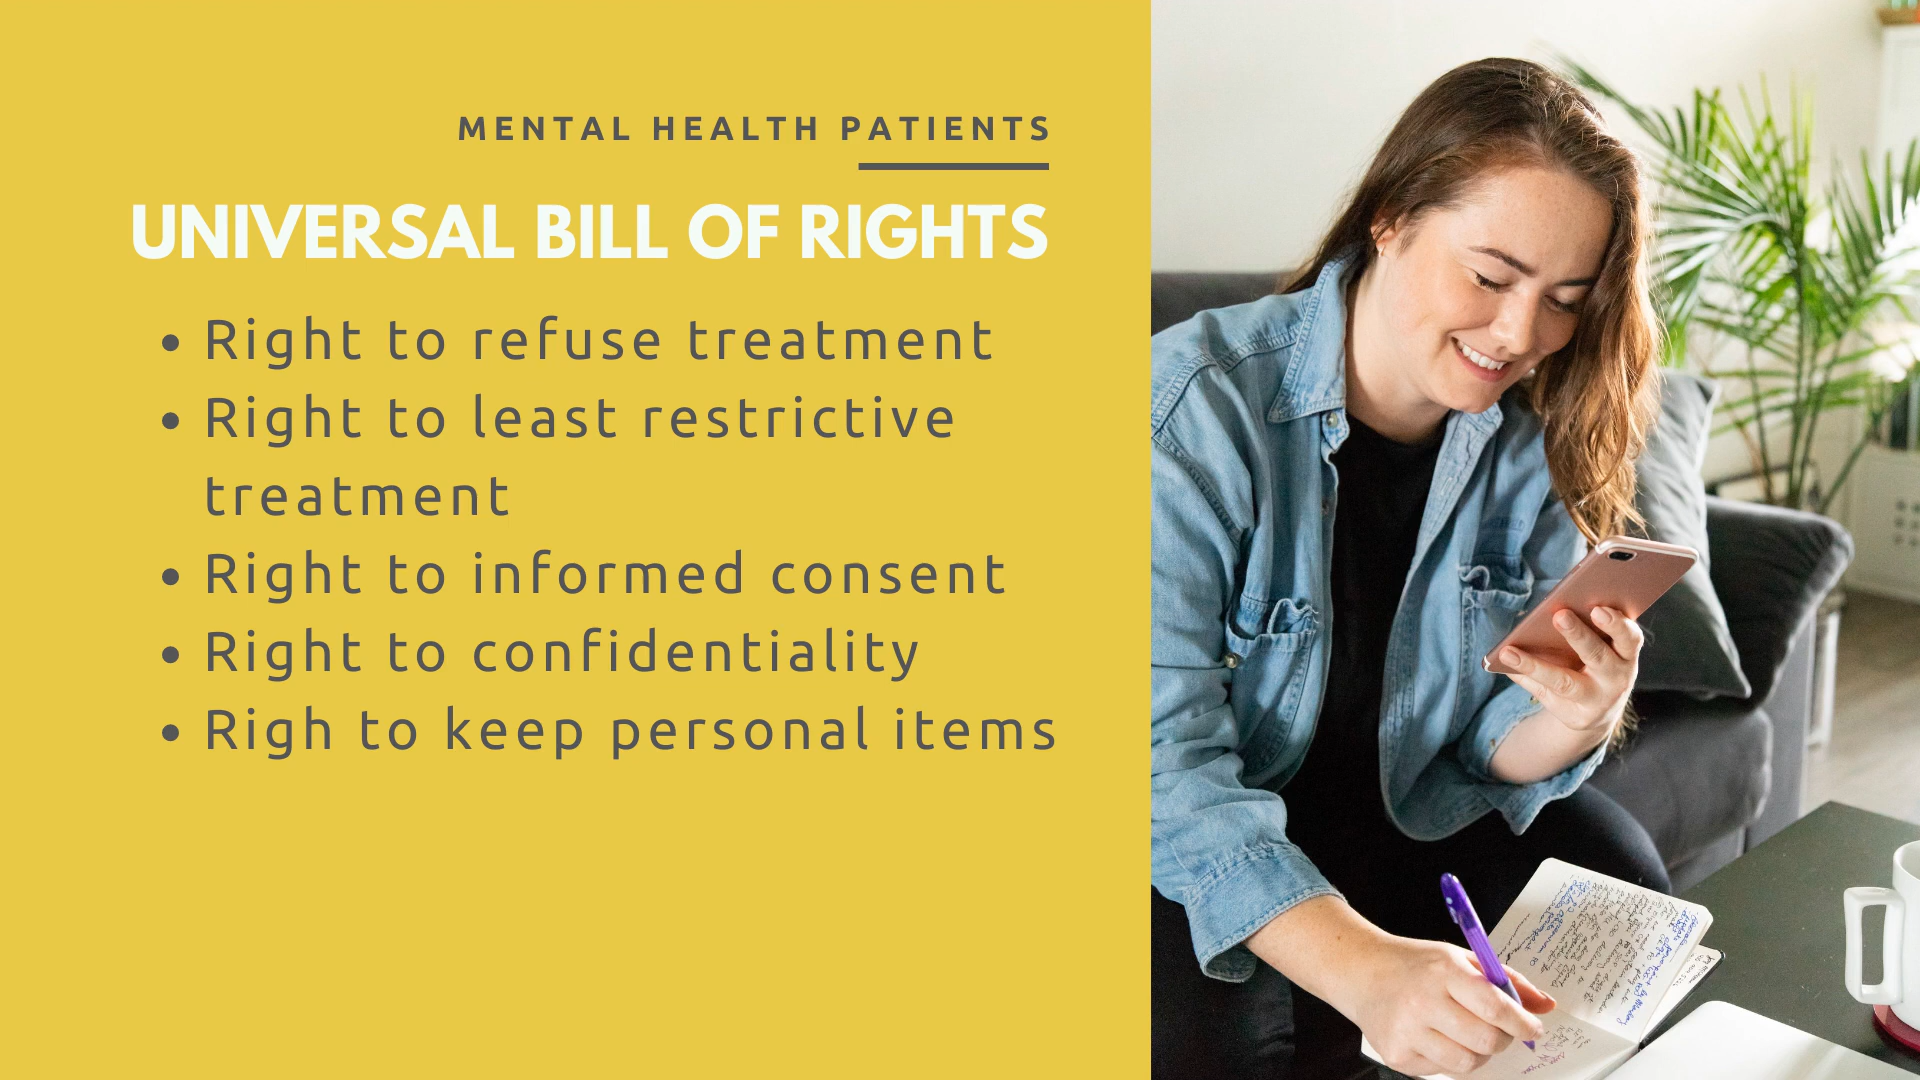 MENTAL HEALTH PATIENTS
UNIVERSAL BILL OF RIGHTS
• Right to refuse treatment
• Right to least restrictive
treatment
• Right to informed consent
• Right to confidentiality
• Righ to keep personal items